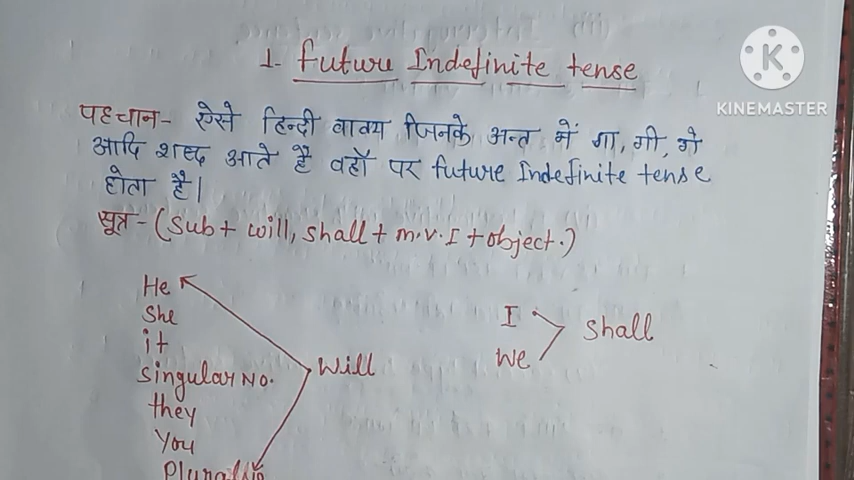 1. Future Indefinite tense
K
KINEMASTER
पहचान- ऐसे हिन्दी वाक्य जिनके अन्त में गा, गी, गे
आदि शब्द आते है वहाँ पर future Indefinite tense
होता है।
सूत्र- (Sub + will, shall + m.v.I + object.)
He
She
it
Singular No.
they
You
Will
I
We
Shall